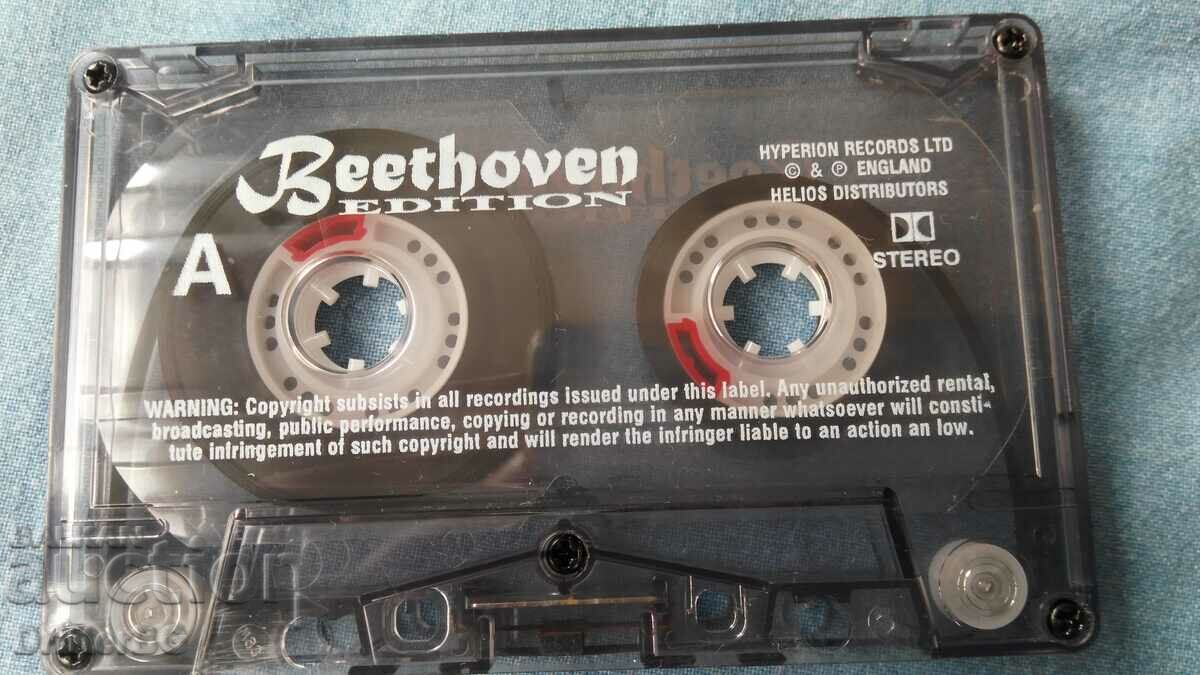 Beethoven
EDITION
A
HYPERION RECORDS LTD
© & ℗ ENGLAND
HELIOS DISTRIBUTORS
STEREO
WARNING: Copyright subsists in all recordings issued under this label. Any unauthorized rental,
broadcasting, public performance, copying or recording in any manner whatsoever will consti-
tute infringement of such copyright and will render the infringer liable to an action an low.
auction